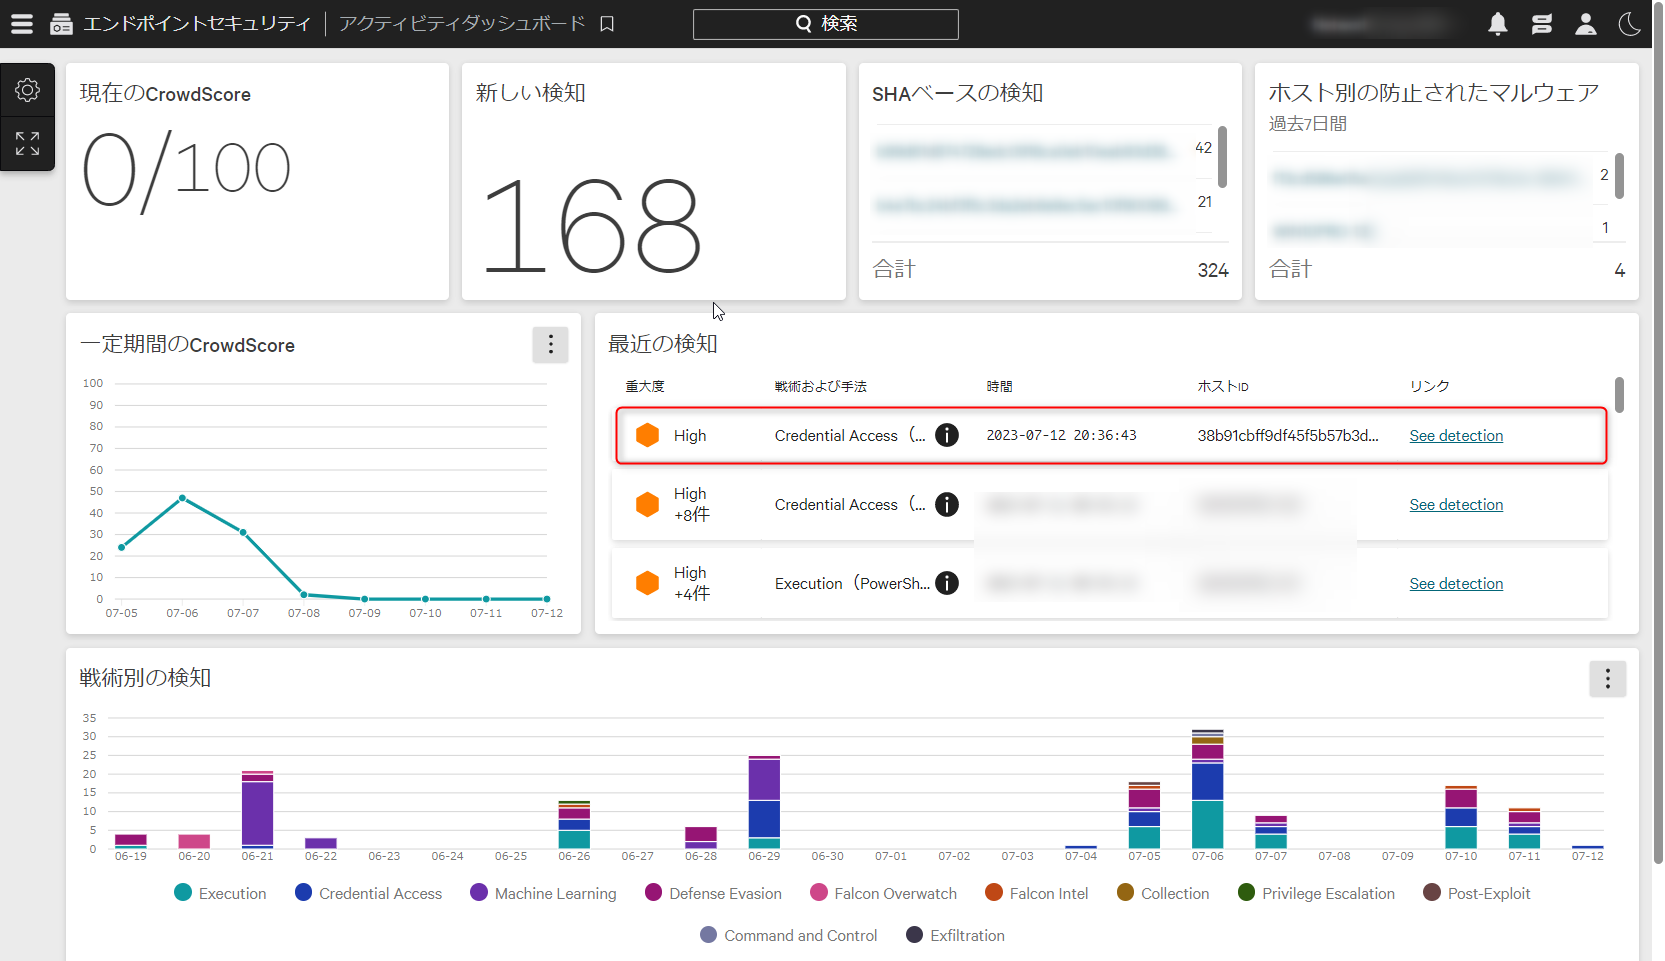 エンドポイントセキュリティ アクティビティダッシュボード 検索
現在のCrowdScore
0/100
新しい検知
168
SHAベースの検知
42
21
合計 324
ホスト別の防止されたマルウェア
過去7日間
2
1
合計 4
一定期間のCrowdScore
100
90
80
70
60
50
40
30
20
10
0
07-05 07-06 07-07 07-08 07-09 07-10 07-11 07-12
最近の検知
重大度 戦術および手法 時間 ホストID リンク
High Credential Access（... 2023-07-12 20:36:43 38b91cbff9df45f5b57b3d... See detection
High
+8件 Credential Access（... See detection
High
+4件 Execution（PowerSh... See detection
戦術別の検知
35
30
25
20
15
10
5
0
06-19 06-20 06-21 06-22 06-23 06-24 06-25 06-26 06-27 06-28 06-29 06-30 07-01 07-02 07-03 07-04 07-05 07-06 07-07 07-08 07-09 07-10 07-11 07-12
Execution Credential Access Machine Learning Defense Evasion Falcon Overwatch Falcon Intel Collection Privilege Escalation Post-Exploit
Command and Control Exfiltration